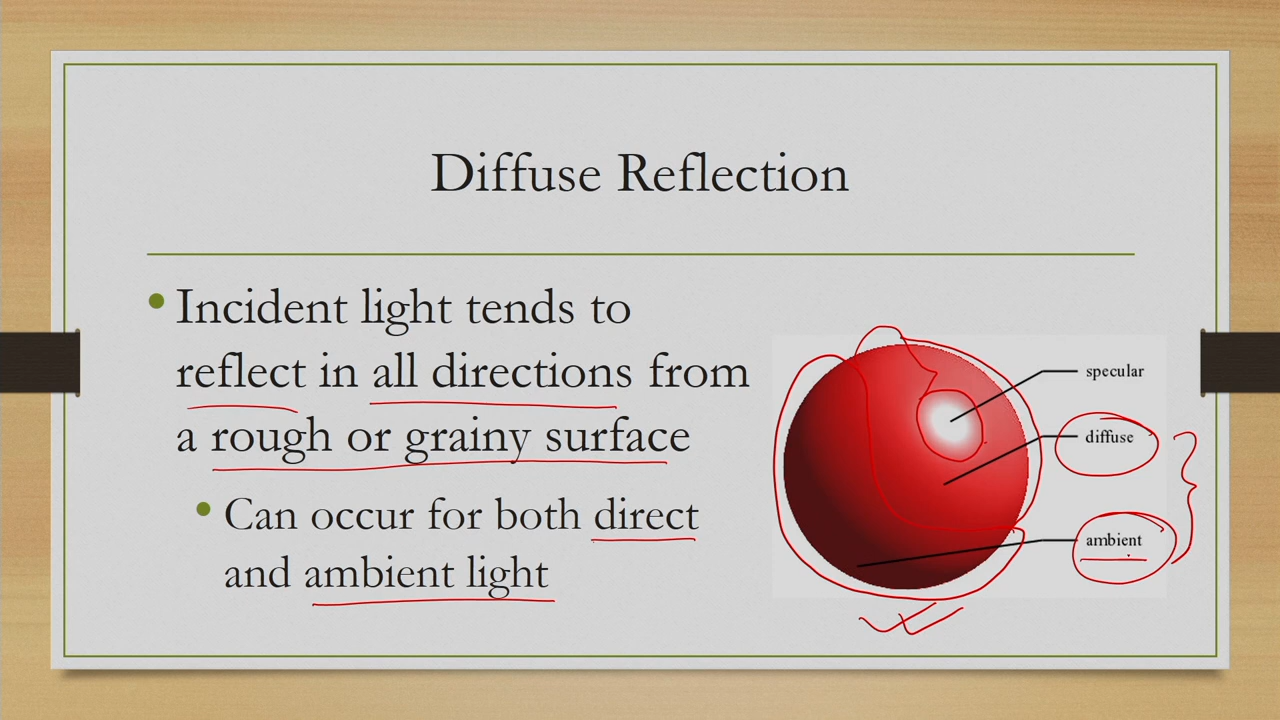 Diffuse Reflection
• Incident light tends to
reflect in all directions from
a rough or grainy surface
• Can occur for both direct
and ambient light
specular
diffuse
ambient